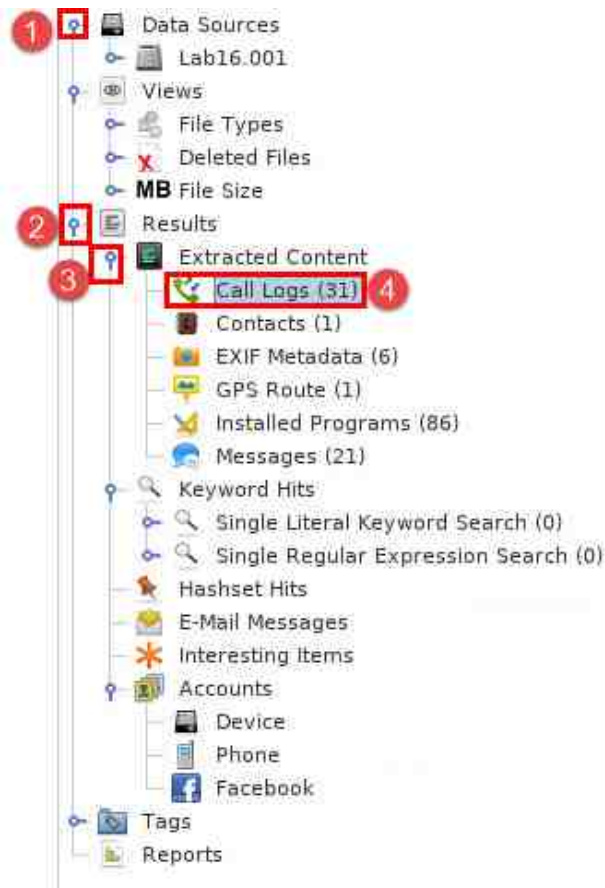 1 Data Sources
Lab16.001
Views
File Types
Deleted Files
MB File Size
2 Results
3 Extracted Content
Call Logs (31) 4
Contacts (1)
EXIF Metadata (6)
GPS Route (1)
Installed Programs (86)
Messages (21)
Keyword Hits
Single Literal Keyword Search (0)
Single Regular Expression Search (0)
Hashset Hits
E-Mail Messages
Interesting Items
Accounts
Device
Phone
Facebook
Tags
Reports